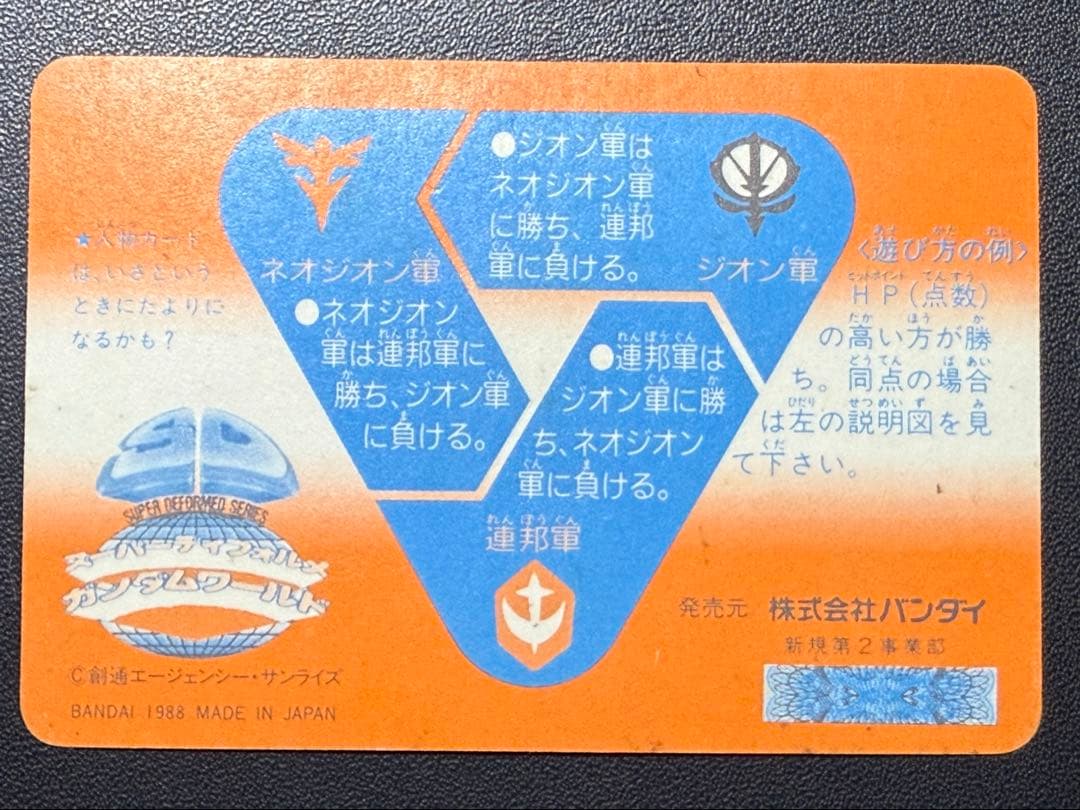 ●ジオン軍は
ネオジオン軍
に勝ち、連邦
軍に負ける。
ジオン軍
ネオジオン軍
●ネオジオン
軍は連邦軍に
勝ち、ジオン軍
に負ける。
●連邦軍は
ジオン軍に勝
ち、ネオジオン
軍に負ける。
連邦軍
★人物カード
は、いざという
ときにたよりに
なるかも？
〈遊び方の例〉
HP(点数)
の高い方が勝
ち。同点の場合
は左の説明図を見
て下さい。
SUPER DEFORMED SERIES
スーパーディフォルメ
ガンダムワールド
©創通エージェンシー・サンライズ
BANDAI 1988 MADE IN JAPAN
発売元 株式会社バンダイ
新規第2事業部